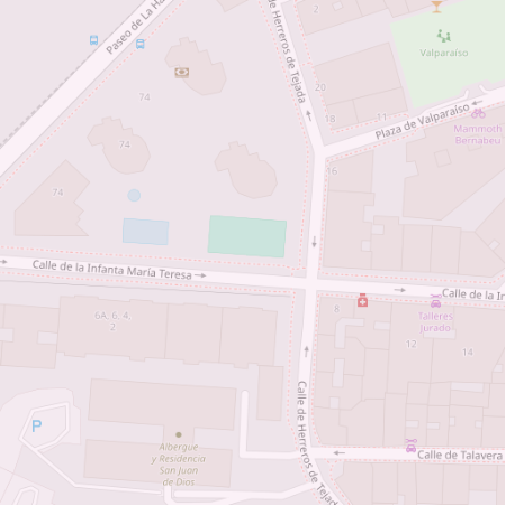 Paseo de La Ha
de Herreros de Tejada
2
Valparaíso
20
18
11
Plaza de Valparaíso
Mammoth
Bernabeu
74
74
74
16
Calle de la Infanta María Teresa
Calle de la In
8
Talleres
Jurado
12
14
6A, 6, 4,
2
Calle de Herreros de Tejad
P
Albergue
y Residencia
San Juan
de Dios
Calle de Talavera